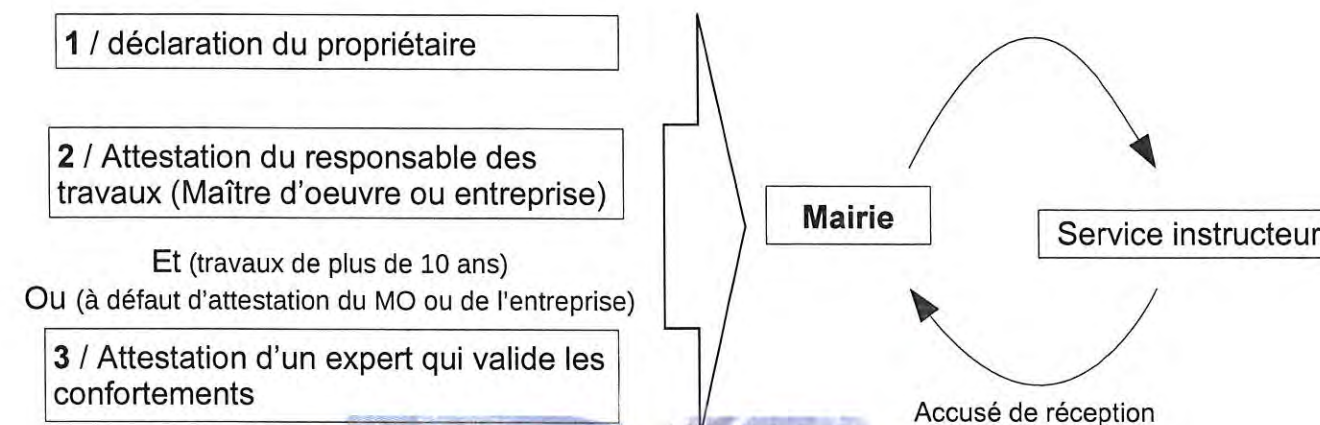 1 / déclaration du propriétaire
2 / Attestation du responsable des
travaux (Maître d'oeuvre ou entreprise)
Et (travaux de plus de 10 ans)
Ou (à défaut d'attestation du MO ou de l'entreprise)
3 / Attestation d'un expert qui valide les
confortements
Mairie
Service instructeur
Accusé de réception